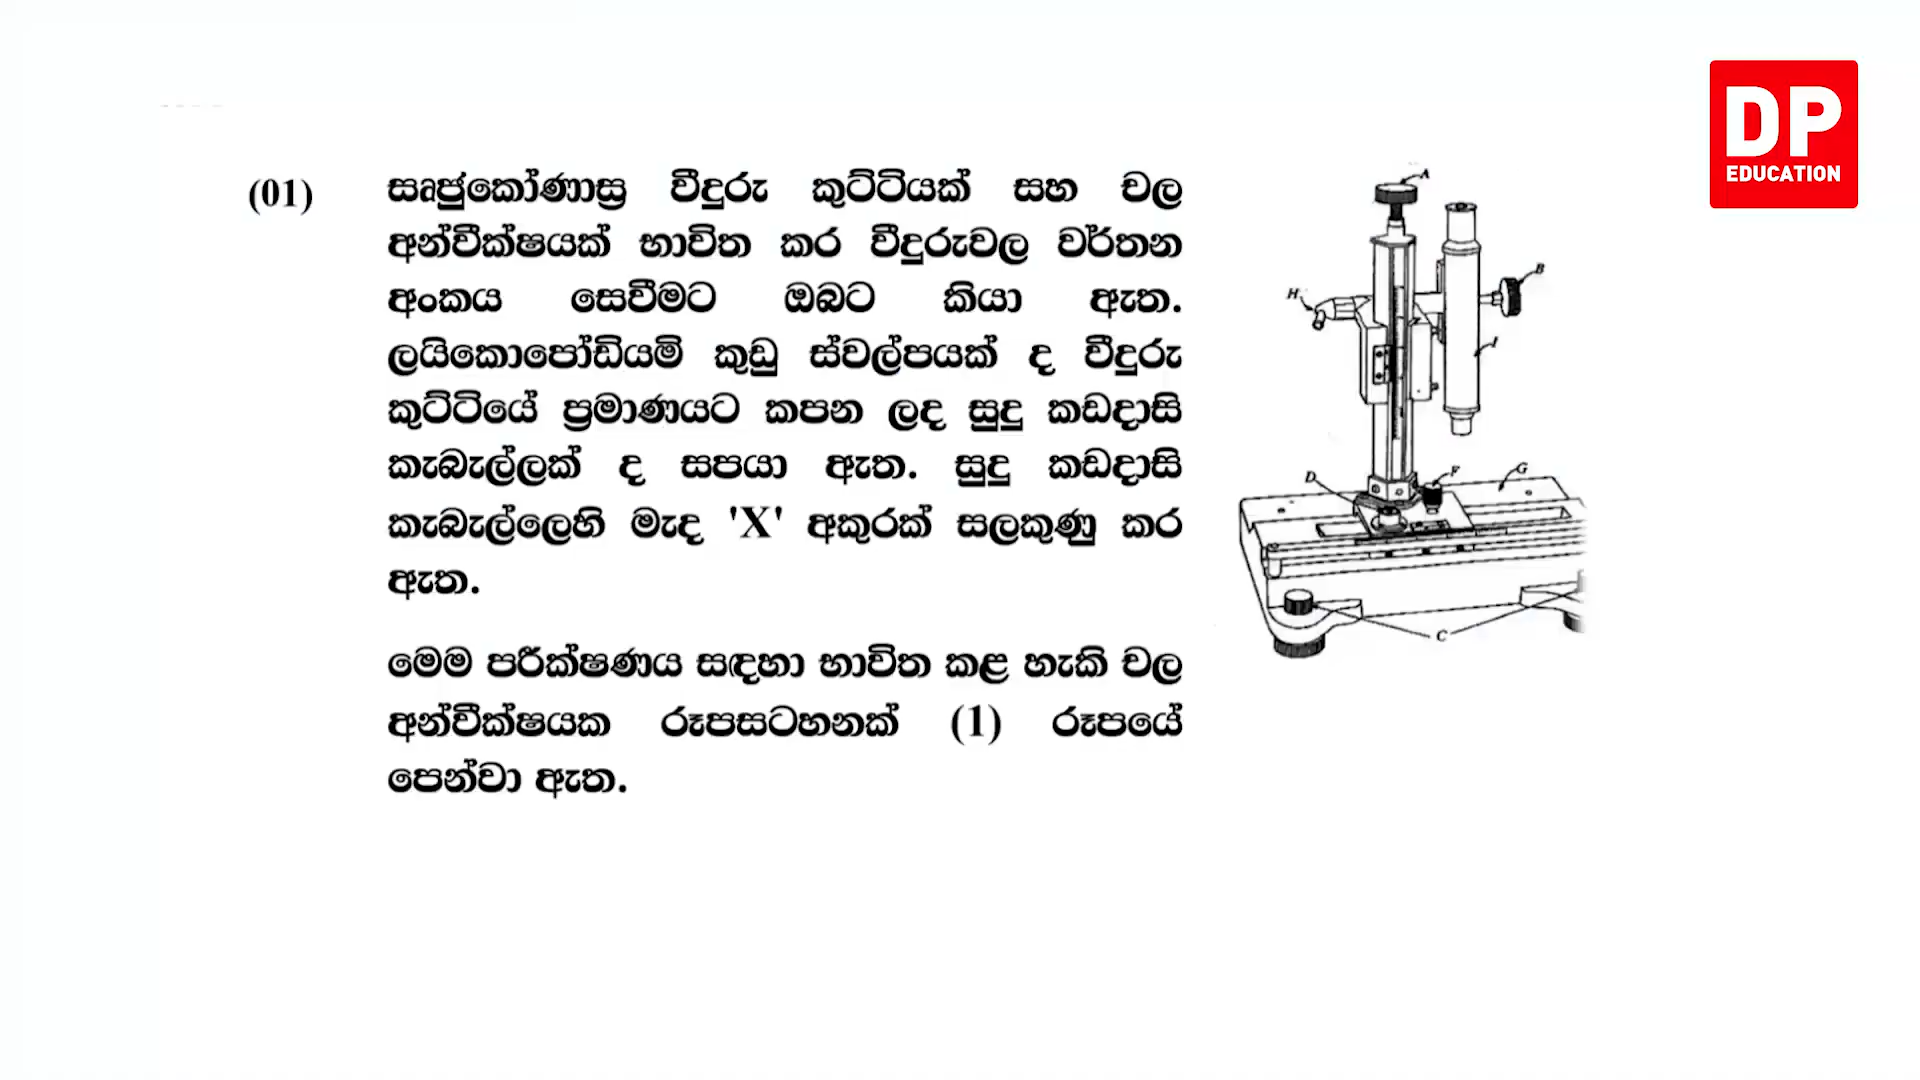 DP
EDUCATION
(01) සෘජුකෝණාස්‍ර වීදුරු කුට්ටියක් සහ චල
අන්වීක්ෂයක් භාවිත කර වීදුරුවල වර්තන
අංකය සෙවීමට ඔබට කියා ඇත.
ලයිකොපෝඩියම් කුඩු ස්වල්පයක් ද වීදුරු
කුට්ටියේ ප්‍රමාණයට කපන ලද සුදු කඩදාසි
කැබැල්ලක් ද සපයා ඇත. සුදු කඩදාසි
කැබැල්ලෙහි මැද 'X' අකුරක් සලකුණු කර
ඇත.
මෙම පරීක්ෂණය සඳහා භාවිත කළ හැකි චල
අන්වීක්ෂයක රූපසටහනක් (1) රූපයේ
පෙන්වා ඇත.
A
B
H
I
D
F
G
C